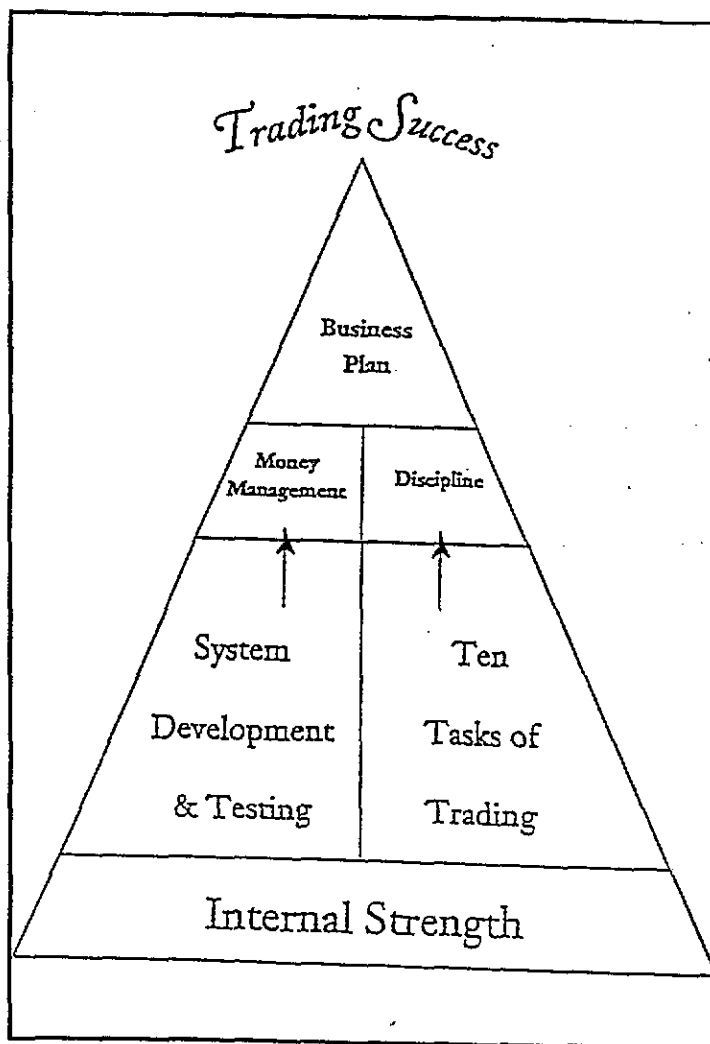 Trading Success
Business
Plan
Money
Management
Discipline
System
Development
& Testing
Ten
Tasks of
Trading
Internal Strength